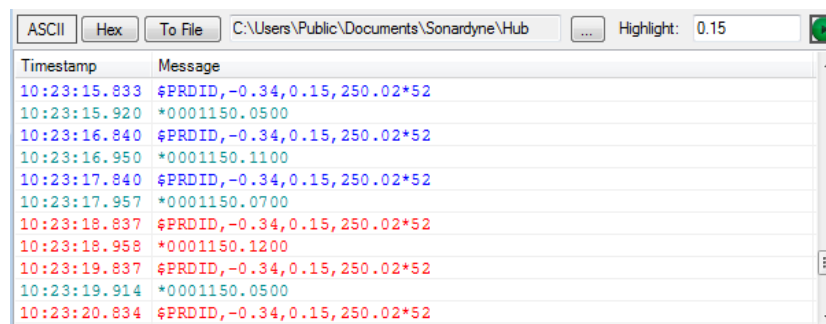 ASCII Hex To File C:\Users\Public\Documents\Sonardyne\Hub ... Highlight: 0.15
Timestamp Message
10:23:15.833 $PRDID,-0.34,0.15,250.02*52
10:23:15.920 *0001150.0500
10:23:16.840 $PRDID,-0.34,0.15,250.02*52
10:23:16.950 *0001150.1100
10:23:17.840 $PRDID,-0.34,0.15,250.02*52
10:23:17.957 *0001150.0700
10:23:18.837 $PRDID,-0.34,0.15,250.02*52
10:23:18.958 *0001150.1200
10:23:19.837 $PRDID,-0.34,0.15,250.02*52
10:23:19.914 *0001150.0500
10:23:20.834 $PRDID,-0.34,0.15,250.02*52